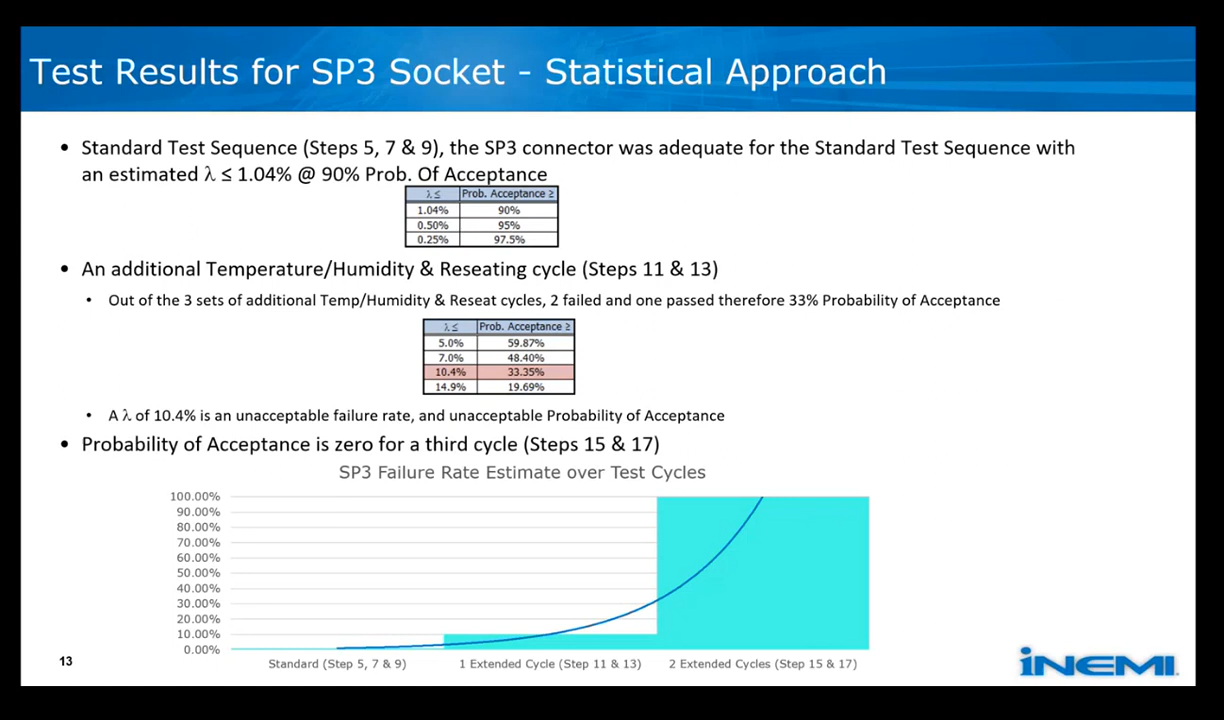 Test Results for SP3 Socket - Statistical Approach
• Standard Test Sequence (Steps 5, 7 & 9), the SP3 connector was adequate for the Standard Test Sequence with
an estimated λ ≤ 1.04% @ 90% Prob. Of Acceptance
λ ≤ Prob. Acceptance ≥
1.04% 90%
0.50% 95%
0.25% 97.5%
• An additional Temperature/Humidity & Reseating cycle (Steps 11 & 13)
• Out of the 3 sets of additional Temp/Humidity & Reseat cycles, 2 failed and one passed therefore 33% Probability of Acceptance
λ ≤ Prob. Acceptance ≥
5.0% 59.87%
7.0% 48.40%
10.4% 33.35%
14.9% 19.69%
• A λ of 10.4% is an unacceptable failure rate, and unacceptable Probability of Acceptance
• Probability of Acceptance is zero for a third cycle (Steps 15 & 17)
SP3 Failure Rate Estimate over Test Cycles
100.00%
90.00%
80.00%
70.00%
60.00%
50.00%
40.00%
30.00%
20.00%
10.00%
0.00%
Standard (Step 5, 7 & 9) 1 Extended Cycle (Step 11 & 13) 2 Extended Cycles (Step 15 & 17)
13
iNEMI